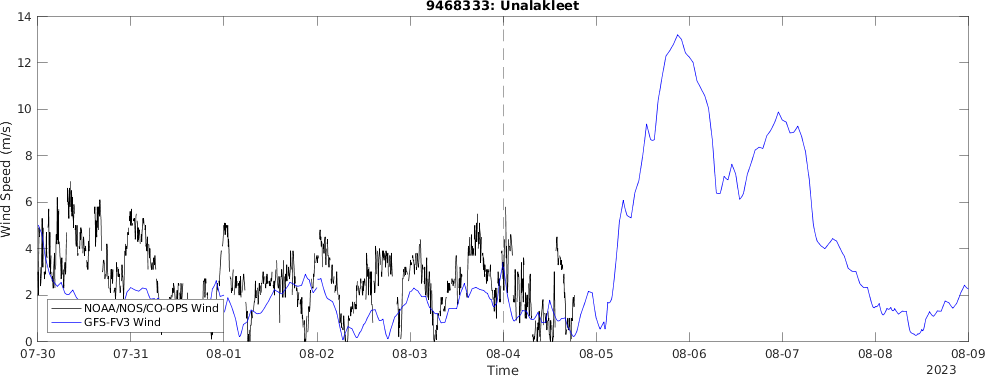 9468333: Unalakleet
Wind Speed (m/s)
14
12
10
8
6
4
2
0
NOAA/NOS/CO-OPS Wind
GFS-FV3 Wind
07-30 07-31 08-01 08-02 08-03 08-04 08-05 08-06 08-07 08-08 08-09
Time
2023